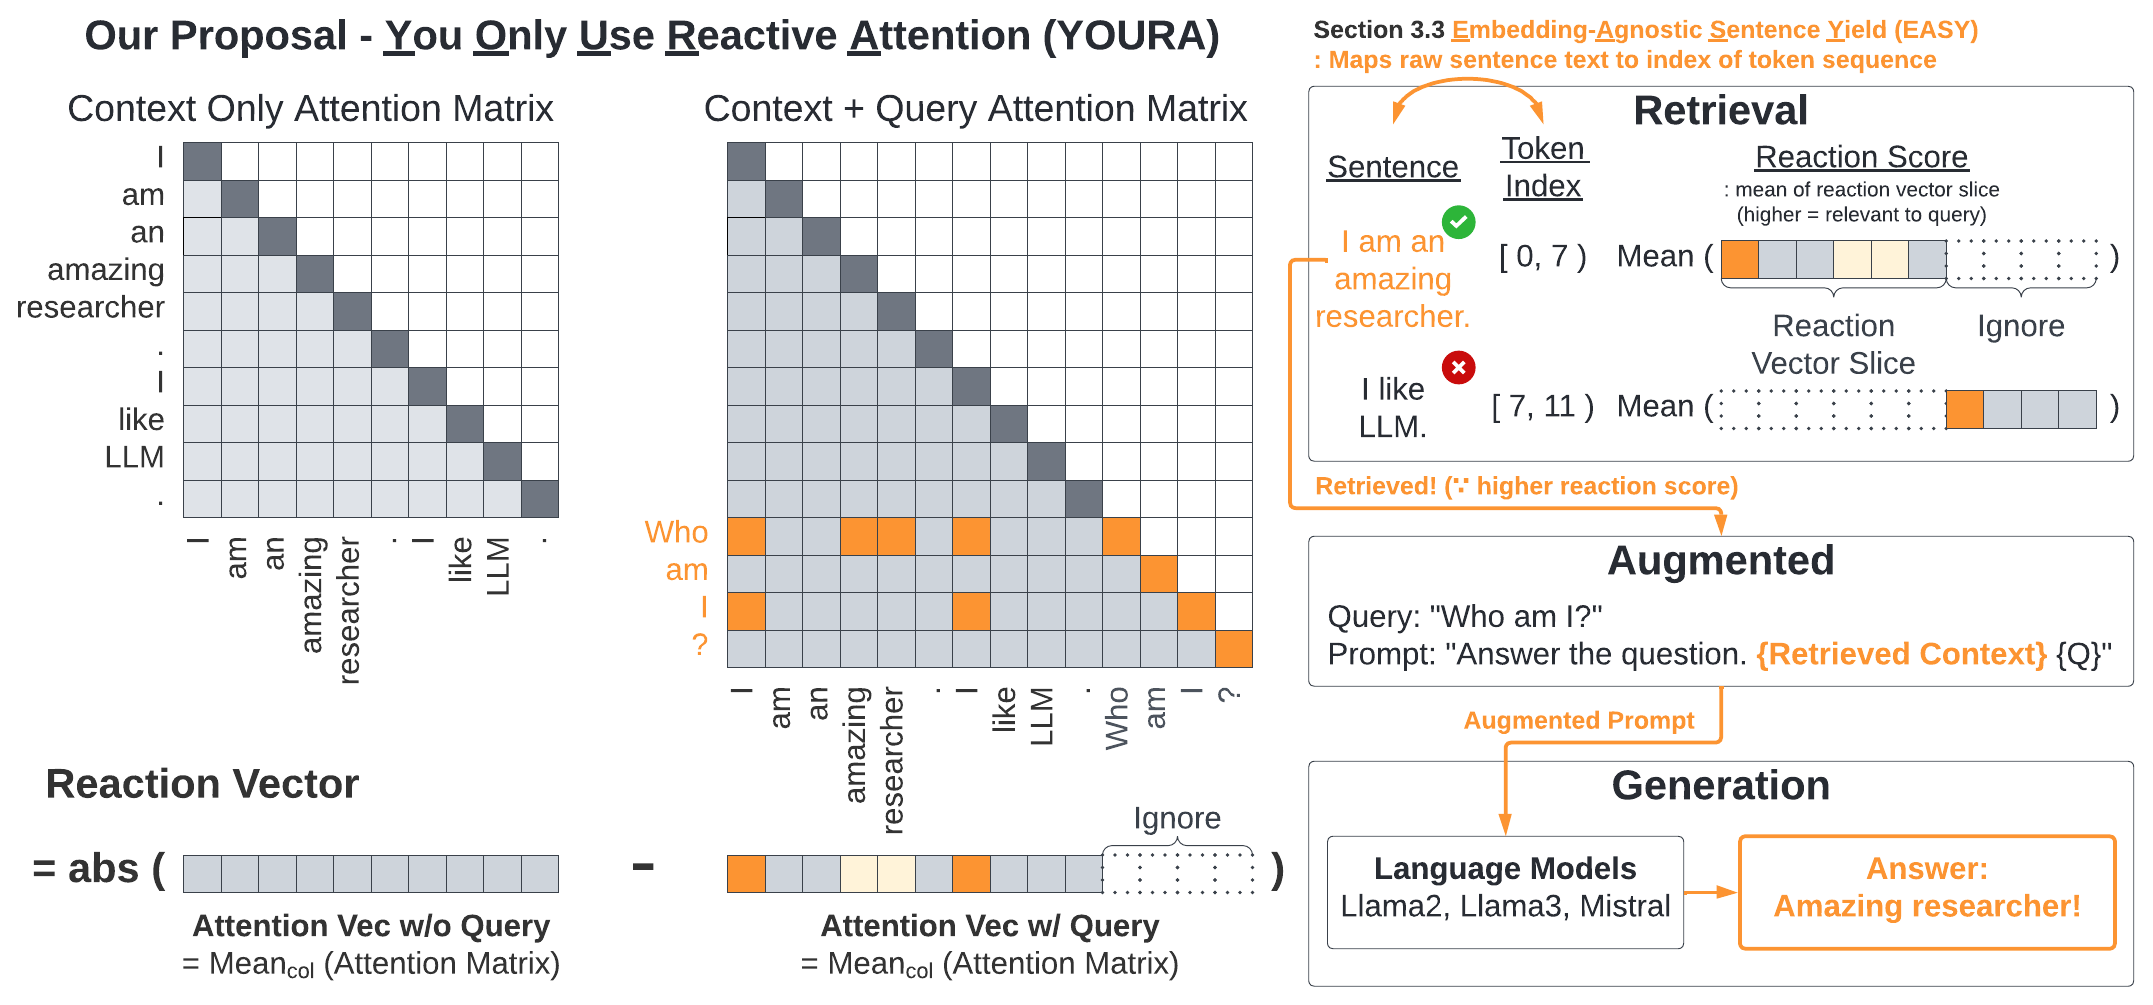 Our Proposal - You Only Use Reactive Attention (YOURA)
Context Only Attention Matrix
I
am
an
amazing
researcher
.
I
like
LLM
.
I
am
an
amazing
researcher
.
I
like
LLM
.
Context + Query Attention Matrix
Who
am
I
?
I
am
an
amazing
researcher
.
I
like
LLM
.
Who
am
I
?
Reaction Vector
= abs (
-
Ignore
)
Attention Vec w/o Query
= Meancol (Attention Matrix)
Attention Vec w/ Query
= Meancol (Attention Matrix)
Section 3.3 Embedding-Agnostic Sentence Yield (EASY)
: Maps raw sentence text to index of token sequence
Retrieval
Sentence
Token
Index
Reaction Score
: mean of reaction vector slice
(higher = relevant to query)
I am an
amazing
researcher.
[ 0, 7 )
Mean ( )
Reaction
Vector Slice
Ignore
I like
LLM.
[ 7, 11 )
Mean ( )
Retrieved! (∵ higher reaction score)
Augmented
Query: "Who am I?"
Prompt: "Answer the question. {Retrieved Context} {Q}"
Augmented Prompt
Generation
Language Models
Llama2, Llama3, Mistral
Answer:
Amazing researcher!